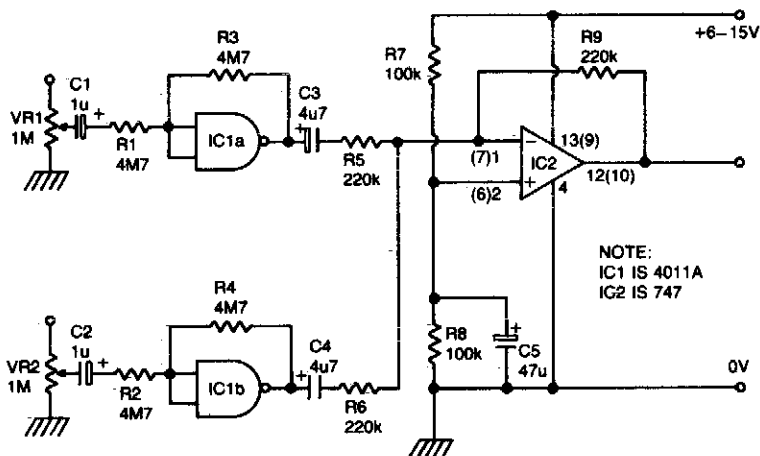 +6–15V
R3
4M7
R7
100k
R9
220k
C1
1u
C3
4u7
VR1
1M
+
R1
4M7
IC1a
+
R5
220k
(7)1
–
IC2
13(9)
12(10)
(6)2
+
4
NOTE:
IC1 IS 4011A
IC2 IS 747
R4
4M7
C2
1u
C4
4u7
VR2
1M
+
R2
4M7
IC1b
+
R6
220k
R8
100k
+
C5
47u
0V